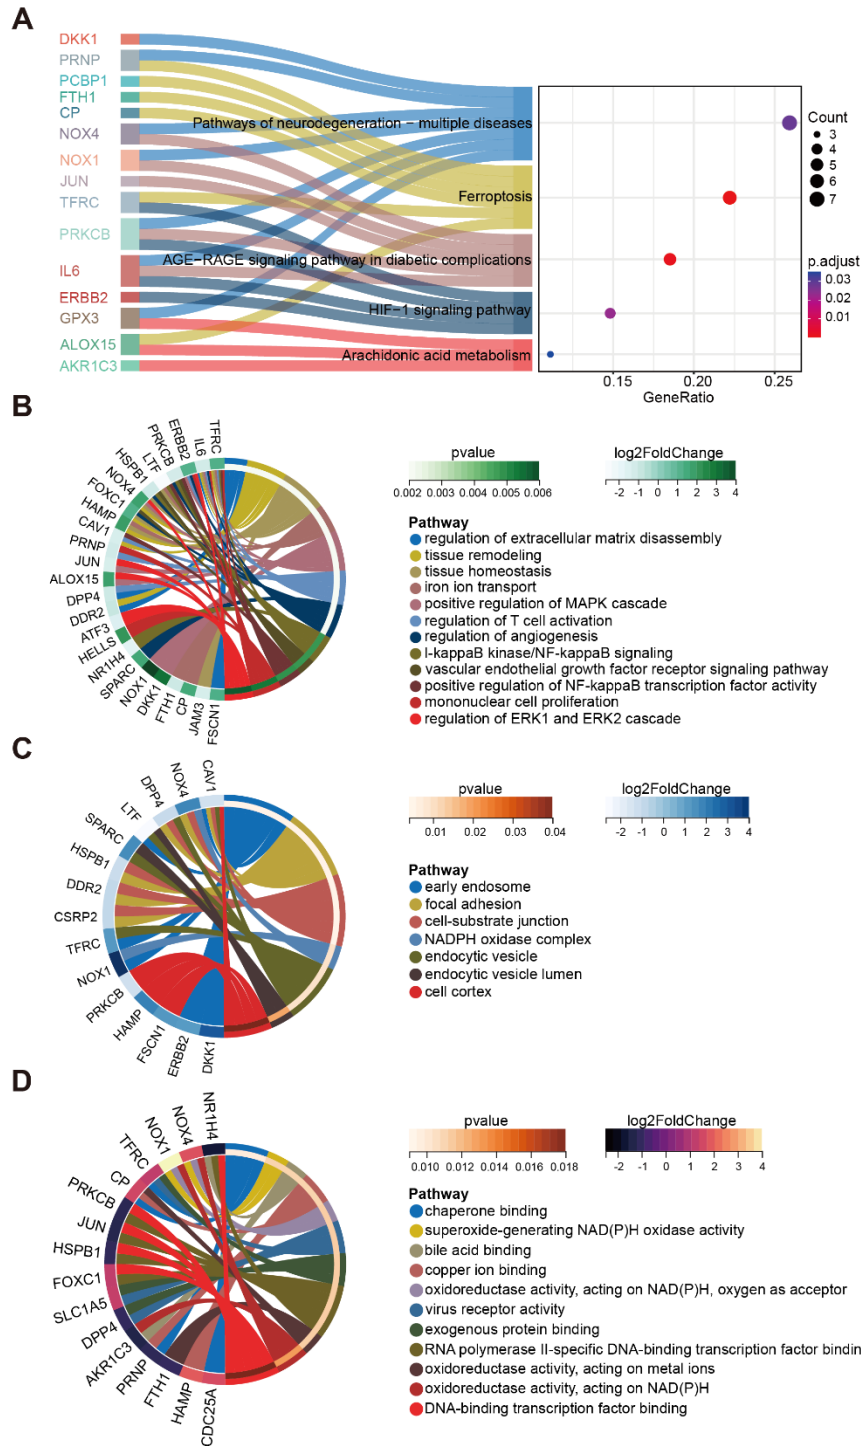 A
DKK1
PRNP
PCBP1
FTH1
CP
NOX4
NOX1
JUN
TFRC
PRKCB
IL6
ERBB2
GPX3
ALOX15
AKR1C3
Pathways of neurodegeneration − multiple diseases
Ferroptosis
AGE−RAGE signaling pathway in diabetic complications
HIF−1 signaling pathway
Arachidonic acid metabolism
0.15 0.20 0.25
GeneRatio
Count
3
4
5
6
7
p.adjust
0.03
0.02
0.01
B
TFRC
IL6
ERBB2
PRKCB
LTF
HSPB1
NOX4
FOXC1
HAMP
CAV1
PRNP
JUN
ALOX15
DPP4
DDR2
ATF3
HELLS
NR1H4
SPARC
NOX1
DKK1
FTH1
CP
JAM3
FSCN1
pvalue
0.002 0.003 0.004 0.005 0.006
log2FoldChange
-2 -1 0 1 2 3 4
Pathway
regulation of extracellular matrix disassembly
tissue remodeling
tissue homeostasis
iron ion transport
positive regulation of MAPK cascade
regulation of T cell activation
regulation of angiogenesis
I-kappaB kinase/NF-kappaB signaling
vascular endothelial growth factor receptor signaling pathway
positive regulation of NF-kappaB transcription factor activity
mononuclear cell proliferation
regulation of ERK1 and ERK2 cascade
C
CAV1
NOX4
DPP4
LTF
SPARC
HSPB1
DDR2
CSRP2
TFRC
NOX1
PRKCB
HAMP
FSCN1
ERBB2
DKK1
pvalue
0.01 0.02 0.03 0.04
log2FoldChange
-2 -1 0 1 2 3 4
Pathway
early endosome
focal adhesion
cell-substrate junction
NADPH oxidase complex
endocytic vesicle
endocytic vesicle lumen
cell cortex
D
NR1H4
NOX4
NOX1
TFRC
CP
PRKCB
JUN
HSPB1
FOXC1
SLC1A5
DPP4
AKR1C3
PRNP
FTH1
HAMP
CDC25A
pvalue
0.010 0.012 0.014 0.016 0.018
log2FoldChange
-2 -1 0 1 2 3 4
Pathway
chaperone binding
superoxide-generating NAD(P)H oxidase activity
bile acid binding
copper ion binding
oxidoreductase activity, acting on NAD(P)H, oxygen as acceptor
virus receptor activity
exogenous protein binding
RNA polymerase II-specific DNA-binding transcription factor bindin
oxidoreductase activity, acting on metal ions
oxidoreductase activity, acting on NAD(P)H
DNA-binding transcription factor binding